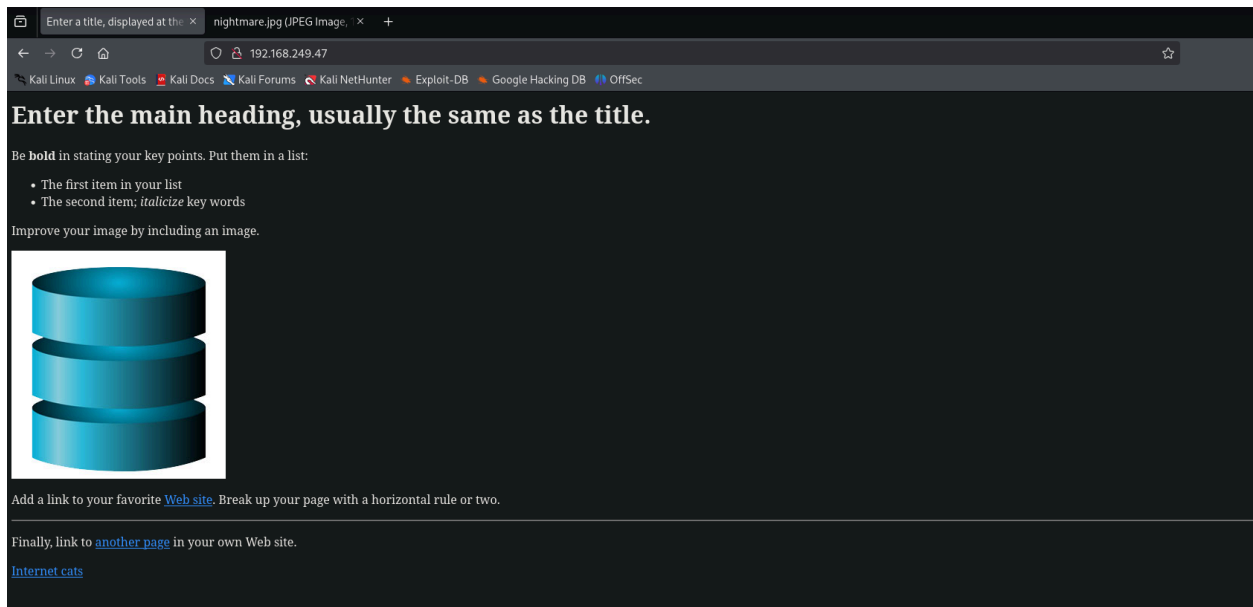 Enter a title, displayed at the
nightmare.jpg (JPEG Image, 1
192.168.249.47
Kali Linux Kali Tools Kali Docs Kali Forums Kali NetHunter Exploit-DB Google Hacking DB OffSec
Enter the main heading, usually the same as the title.
Be bold in stating your key points. Put them in a list:
• The first item in your list
• The second item; italicize key words
Improve your image by including an image.
Add a link to your favorite Web site. Break up your page with a horizontal rule or two.
Finally, link to another page in your own Web site.
Internet cats